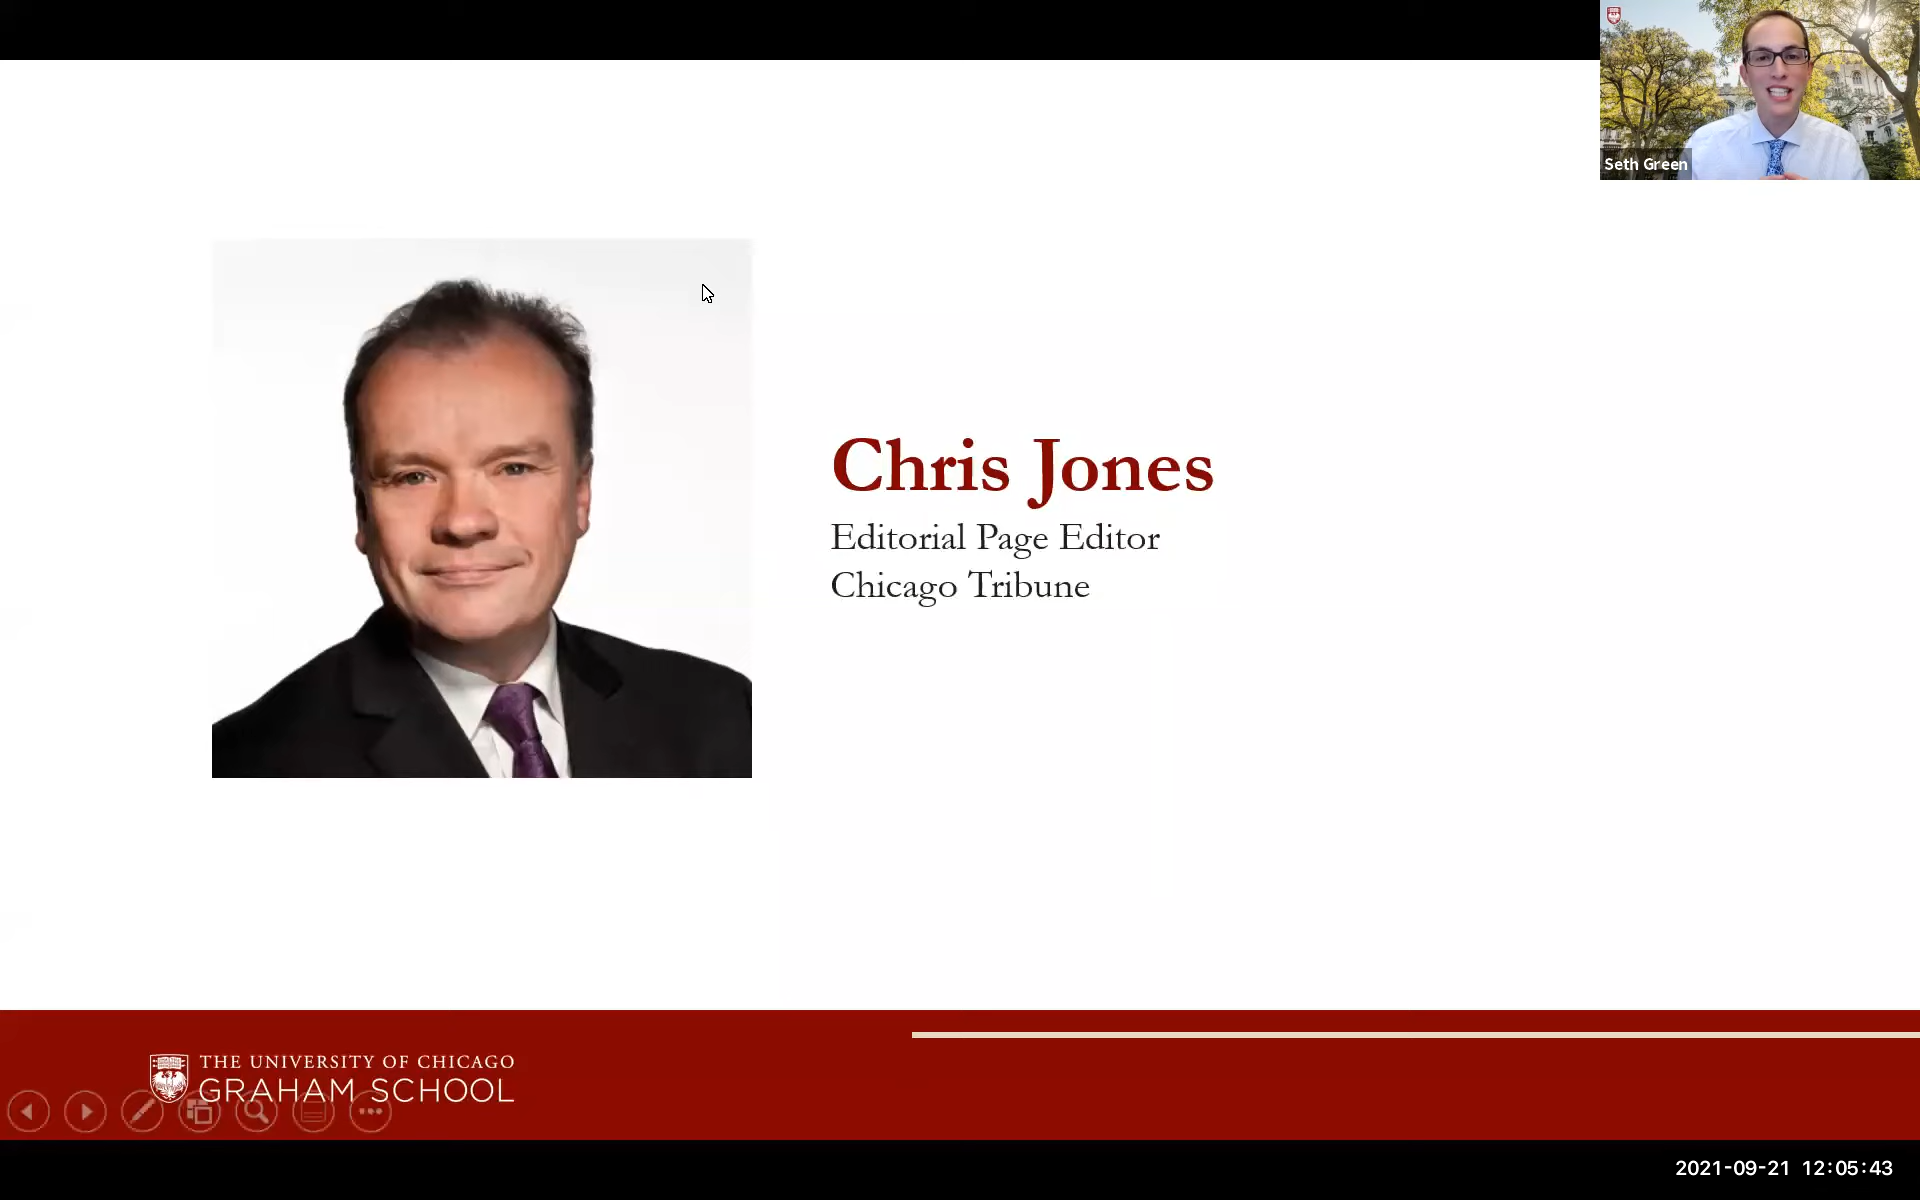 Seth Green
Chris Jones
Editorial Page Editor
Chicago Tribune
THE UNIVERSITY OF CHICAGO
GRAHAM SCHOOL
2021-09-21 12:05:43